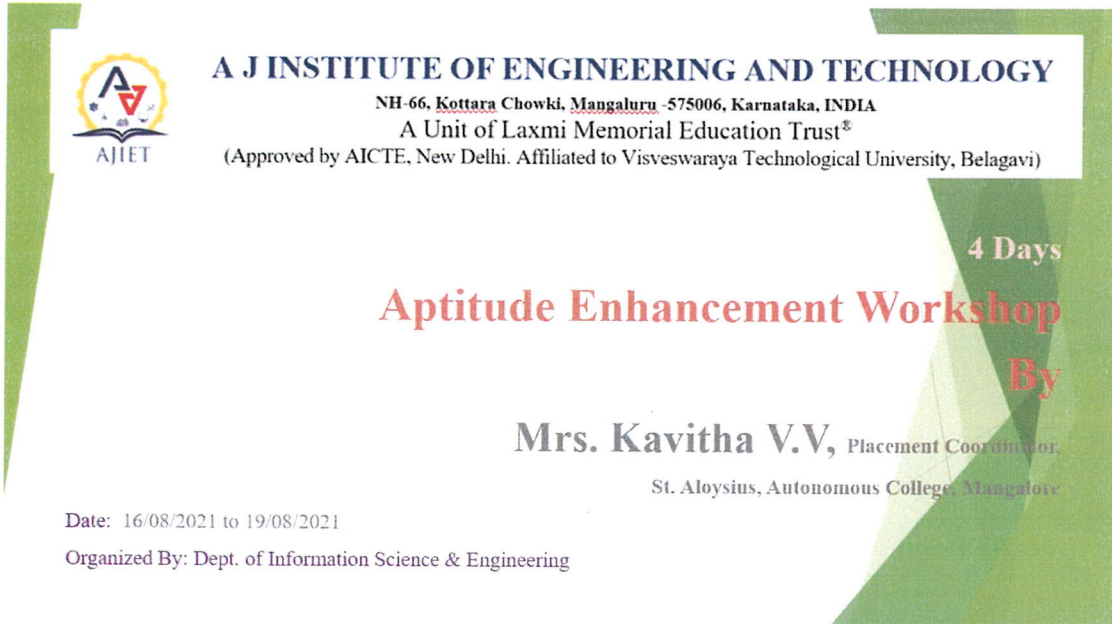 A J INSTITUTE OF ENGINEERING AND TECHNOLOGY
NH-66, Kottara Chowki, Mangaluru -575006, Karnataka, INDIA
A Unit of Laxmi Memorial Education Trust®
(Approved by AICTE, New Delhi. Affiliated to Visveswaraya Technological University, Belagavi)
AJIET
4 Days
Aptitude Enhancement Workshop
By
Mrs. Kavitha V.V, Placement Coordinator,
St. Aloysius, Autonomous College, Mangalore
Date: 16/08/2021 to 19/08/2021
Organized By: Dept. of Information Science & Engineering